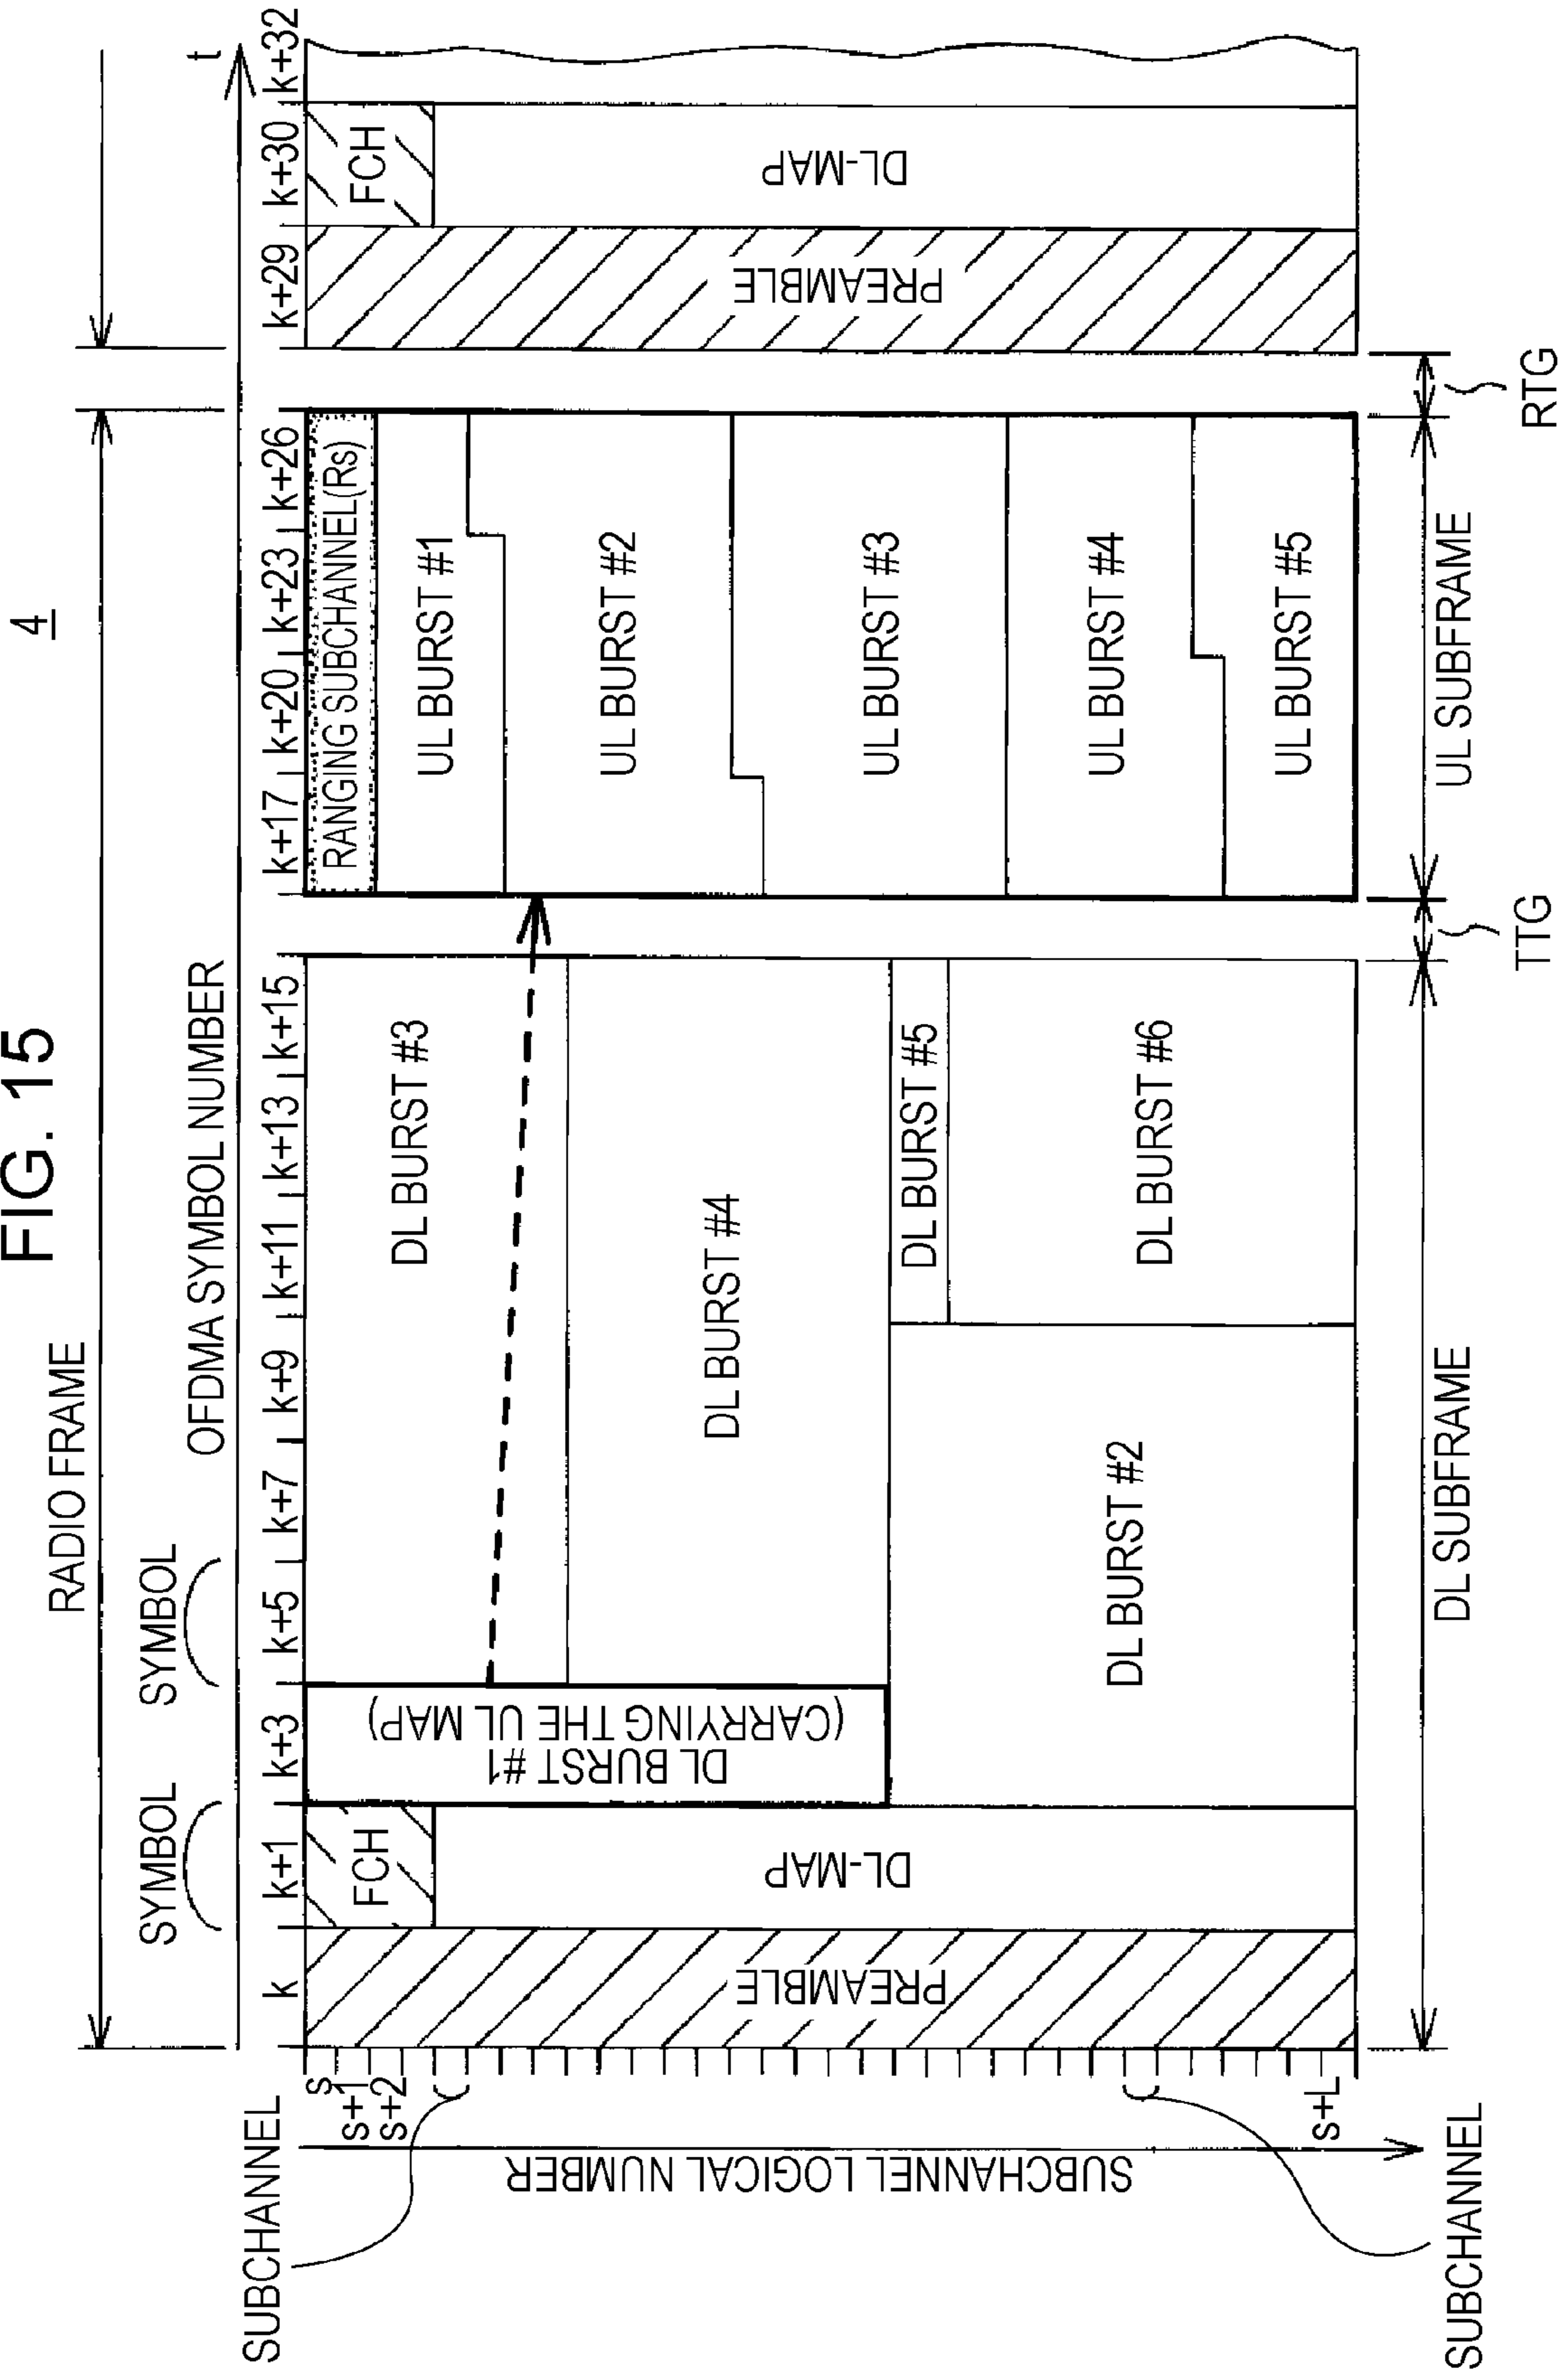 FIG. 15
4
RADIO FRAME
SYMBOL
SYMBOL
OFDMA SYMBOL NUMBER
t
k
k+1
k+3
k+5
k+7
k+9
k+11
k+13
k+15
k+17
k+20
k+23
k+26
k+29
k+30
k+32
SUBCHANNEL
s
s+1
s+2
s+L
SUBCHANNEL LOGICAL NUMBER
SUBCHANNEL
PREAMBLE
FCH
DL-MAP
DL BURST #1
(CARRYING THE UL MAP)
DL BURST #3
DL BURST #4
DL BURST #2
DL BURST #5
DL BURST #6
RANGING SUBCHANNEL(Rs)
UL BURST #1
UL BURST #2
UL BURST #3
UL BURST #4
UL BURST #5
PREAMBLE
FCH
DL-MAP
DL SUBFRAME
TTG
UL SUBFRAME
RTG